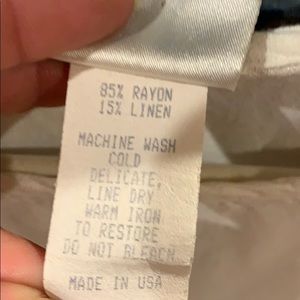 85% RAYON
15% LINEN
MACHINE WASH
COLD
DELICATE,
LINE DRY
WARM IRON
TO RESTORE
DO NOT BLEACH
MADE IN USA